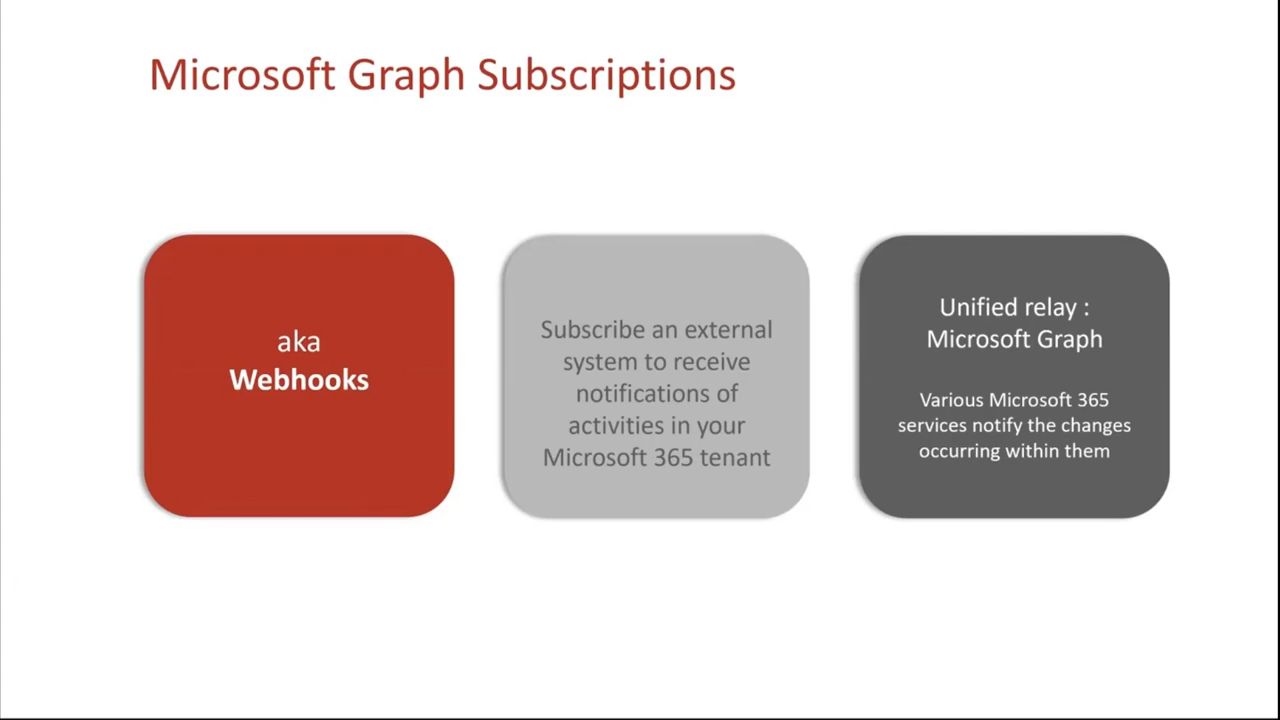 Microsoft Graph Subscriptions
aka
Webhooks
Subscribe an external
system to receive
notifications of
activities in your
Microsoft 365 tenant
Unified relay :
Microsoft Graph
Various Microsoft 365
services notify the changes
occurring within them